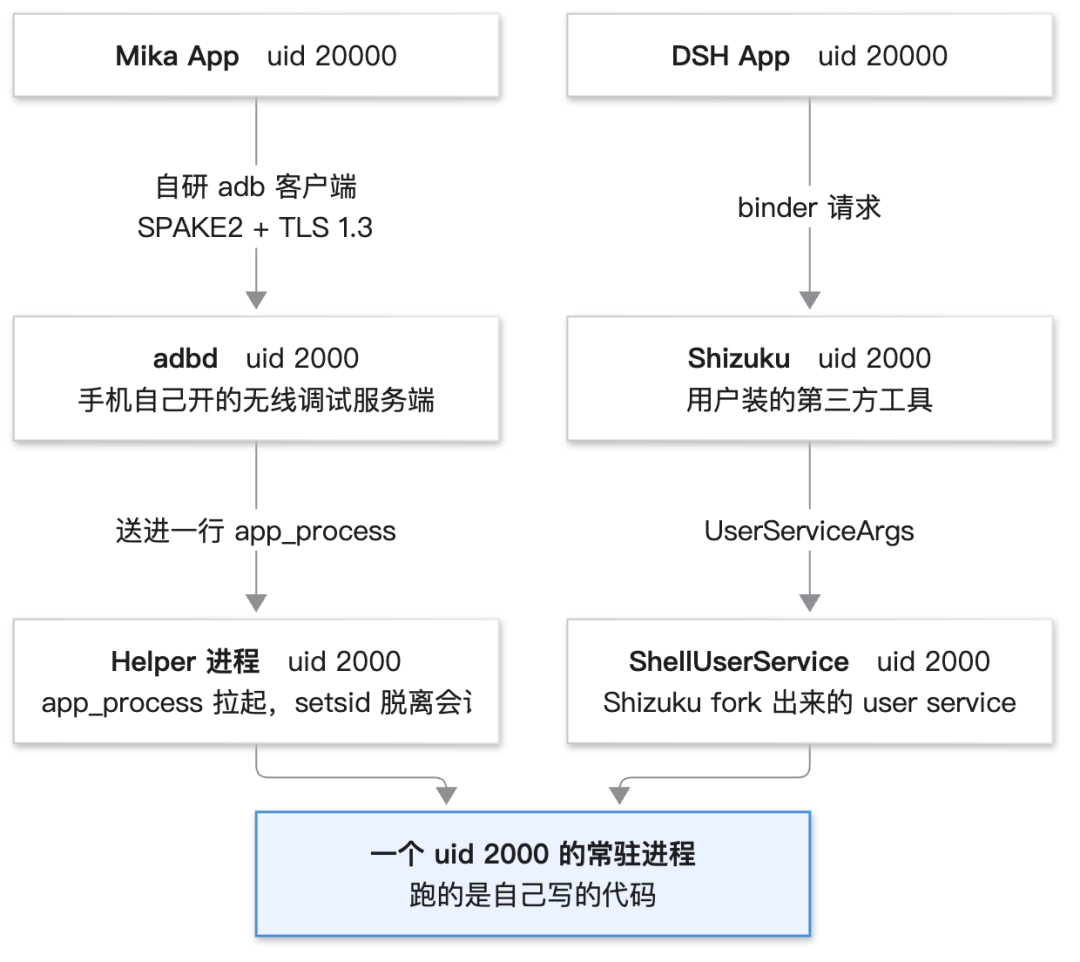 Mika App uid 20000
DSH App uid 20000
自研 adb 客户端
SPAKE2 + TLS 1.3
binder 请求
adbd uid 2000
手机自己开的无线调试服务端
Shizuku uid 2000
用户装的第三方工具
送进一行 app_process
UserServiceArgs
Helper 进程 uid 2000
app_process 拉起，setsid 脱离会
ShellUserService uid 2000
Shizuku fork 出来的 user service
一个 uid 2000 的常驻进程
跑的是自己写的代码